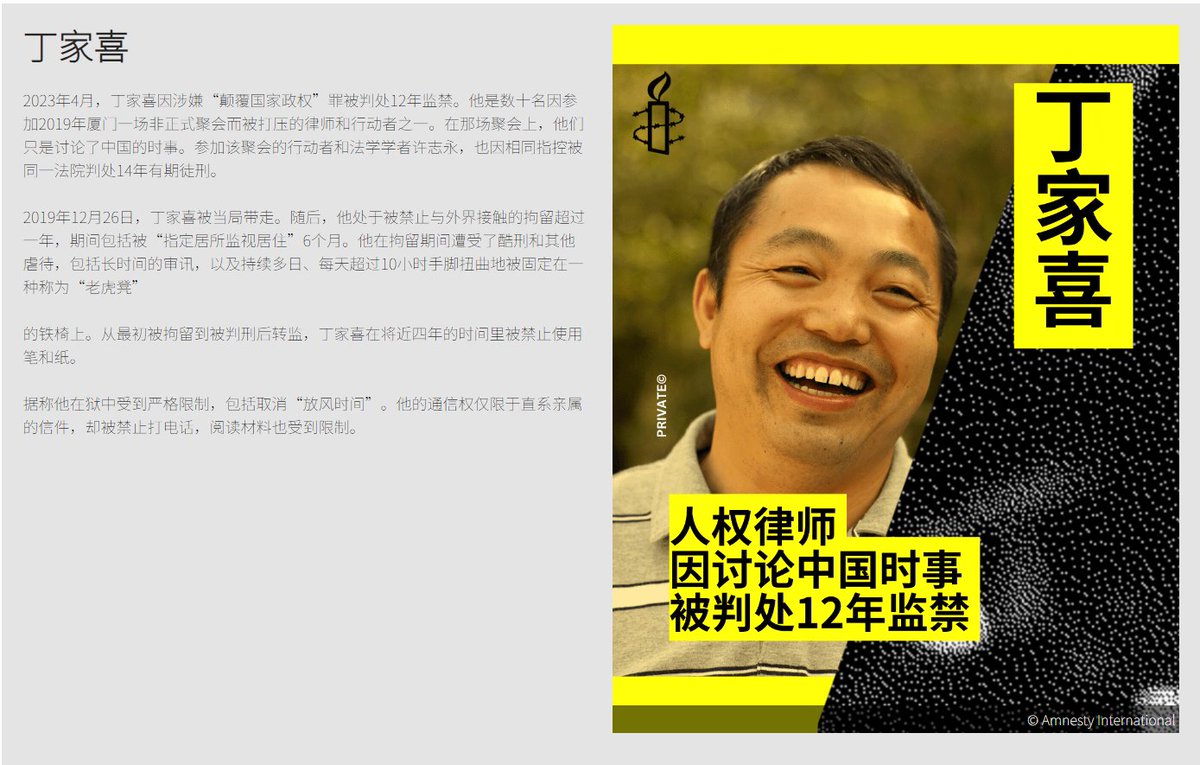 丁家喜
2023年4月，丁家喜因涉嫌“颠覆国家政权”罪被判处12年监禁。他是数十名因参
加2019年厦门一场非正式聚会而被打压的律师和行动者之一。在那场聚会上，他们
只是讨论了中国的时事。参加该聚会的行动者和法学学者许志永，也因相同指控被
同一法院判处14年有期徒刑。
2019年12月26日，丁家喜被当局带走。随后，他处于被禁止与外界接触的拘留超过
一年，期间包括被“指定居所监视居住”6个月。他在拘留期间遭受了酷刑和其他
虐待，包括长时间的审讯，以及持续多日、每天超过10小时手脚扭曲地被固定在一
种称为“老虎凳”
的铁椅上。从最初被拘留到被判刑后转监，丁家喜在将近四年的时间里被禁止使用
笔和纸。
据称他在狱中受到严格限制，包括取消“放风时间”。他的通信权仅限于直系亲属
的信件，却被禁止打电话，阅读材料也受到限制。
丁家喜
PRIVATE©
人权律师
因讨论中国时事
被判处12年监禁
© Amnesty International